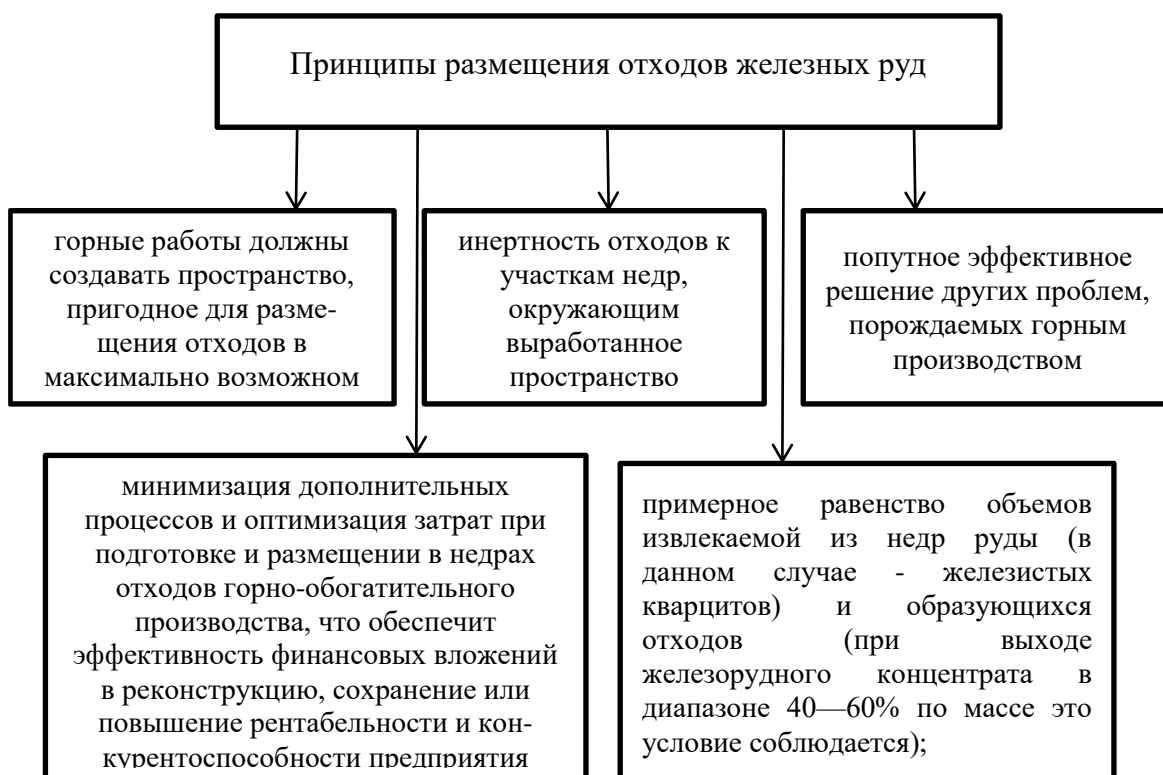 Принципы размещения отходов железных руд
горные работы должны
создавать пространство,
пригодное для разме-
щения отходов в
максимально возможном
инертность отходов к
участкам недр,
окружающим
выработанное
пространство
попутное эффективное
решение других проблем,
порождаемых горным
производством
минимизация дополнительных
процессов и оптимизация затрат при
подготовке и размещении в недрах
отходов горно-обогатительного
производства, что обеспечит
эффективность финансовых вложений
в реконструкцию, сохранение или
повышение рентабельности и кон-
курентоспособности предприятия
примерное равенство объемов
извлекаемой из недр руды (в
данном случае - железистых
кварцитов) и образующихся
отходов (при выходе
железорудного концентрата в
диапазоне 40—60% по массе это
условие соблюдается);